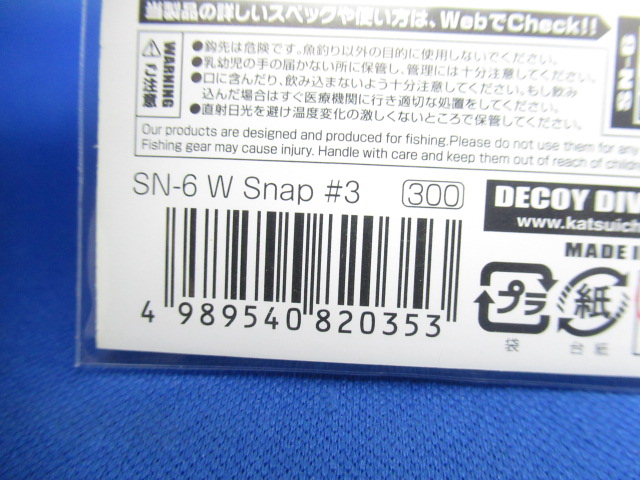 当製品の詳しいスペックや使い方は、WebでCheck!!
WARNING
ご注意
●鈎先は危険です。魚釣り以外の目的に使用しないでください。
●乳幼児の手の届かない所に保管し、管理には十分注意してください。
●口に含んだり、飲み込まないよう十分注意してください。もし飲み
込んだ場合はすぐ医療機関に行き適切な処置をしてください。
●直射日光を避け温度変化の激しくないところで保管してください。
Our products are designed and produced for fishing.Please do not use them for any
Fishing gear may cause injury. Handle with care and keep them out of reach of childr
SN-6 W Snap #3
300
DECOY DIV
www.katsuich
MADE I
4 989540 820353
プラ
袋
紙
台紙